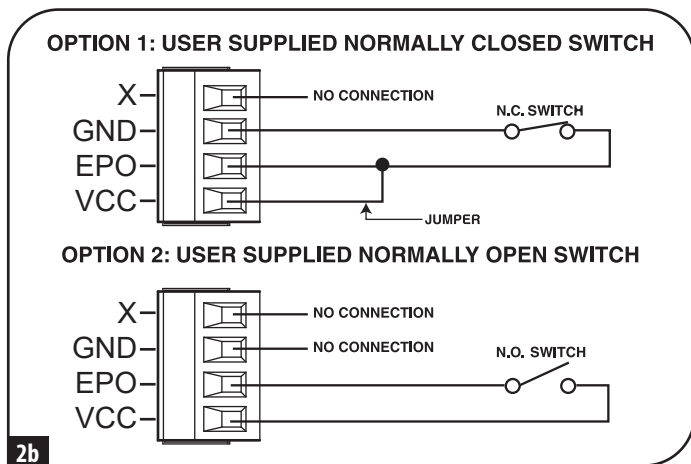 OPTION 1: USER SUPPLIED NORMALLY CLOSED SWITCH
X
NO CONNECTION
N.C. SWITCH
GND
EPO
VCC
JUMPER
OPTION 2: USER SUPPLIED NORMALLY OPEN SWITCH
X
NO CONNECTION
GND
NO CONNECTION
N.O. SWITCH
EPO
VCC
2b